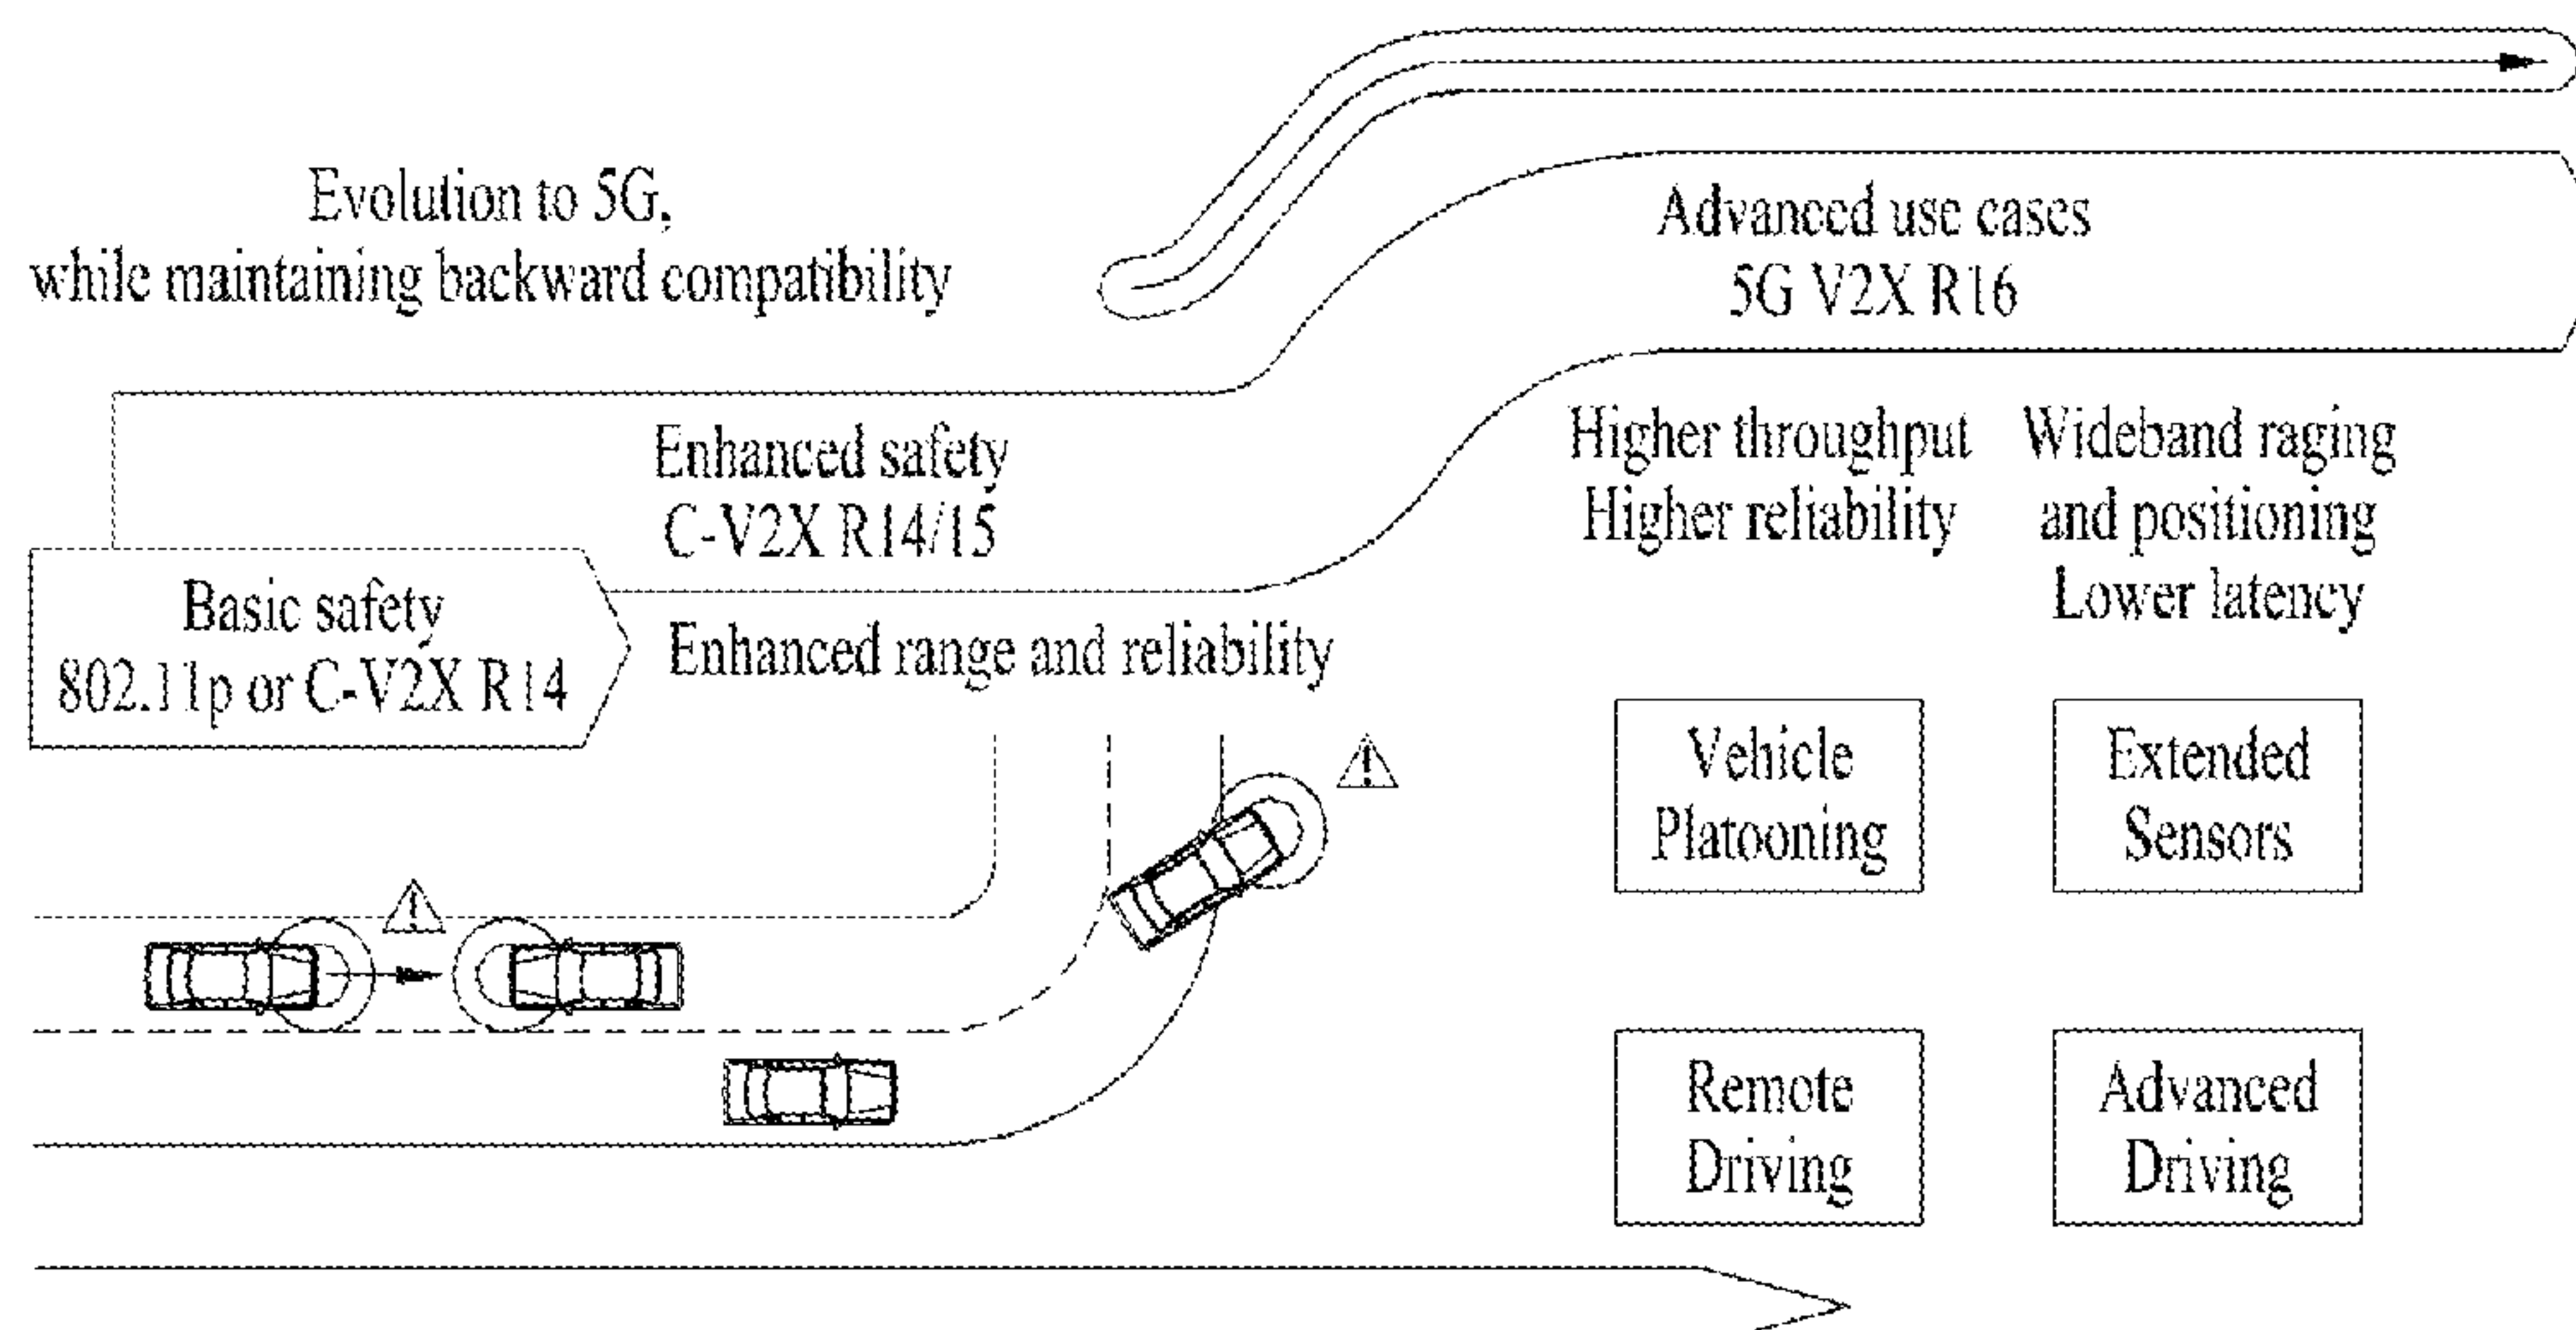 Evolution to 5G,
while maintaining backward compatibility
Advanced use cases
5G V2X R16
Enhanced safety
C-V2X R14/15
Basic safety
802.11p or C-V2X R14
Enhanced range and reliability
Higher throughput
Higher reliability
Wideband raging
and positioning
Lower latency
Vehicle
Platooning
Extended
Sensors
Remote
Driving
Advanced
Driving